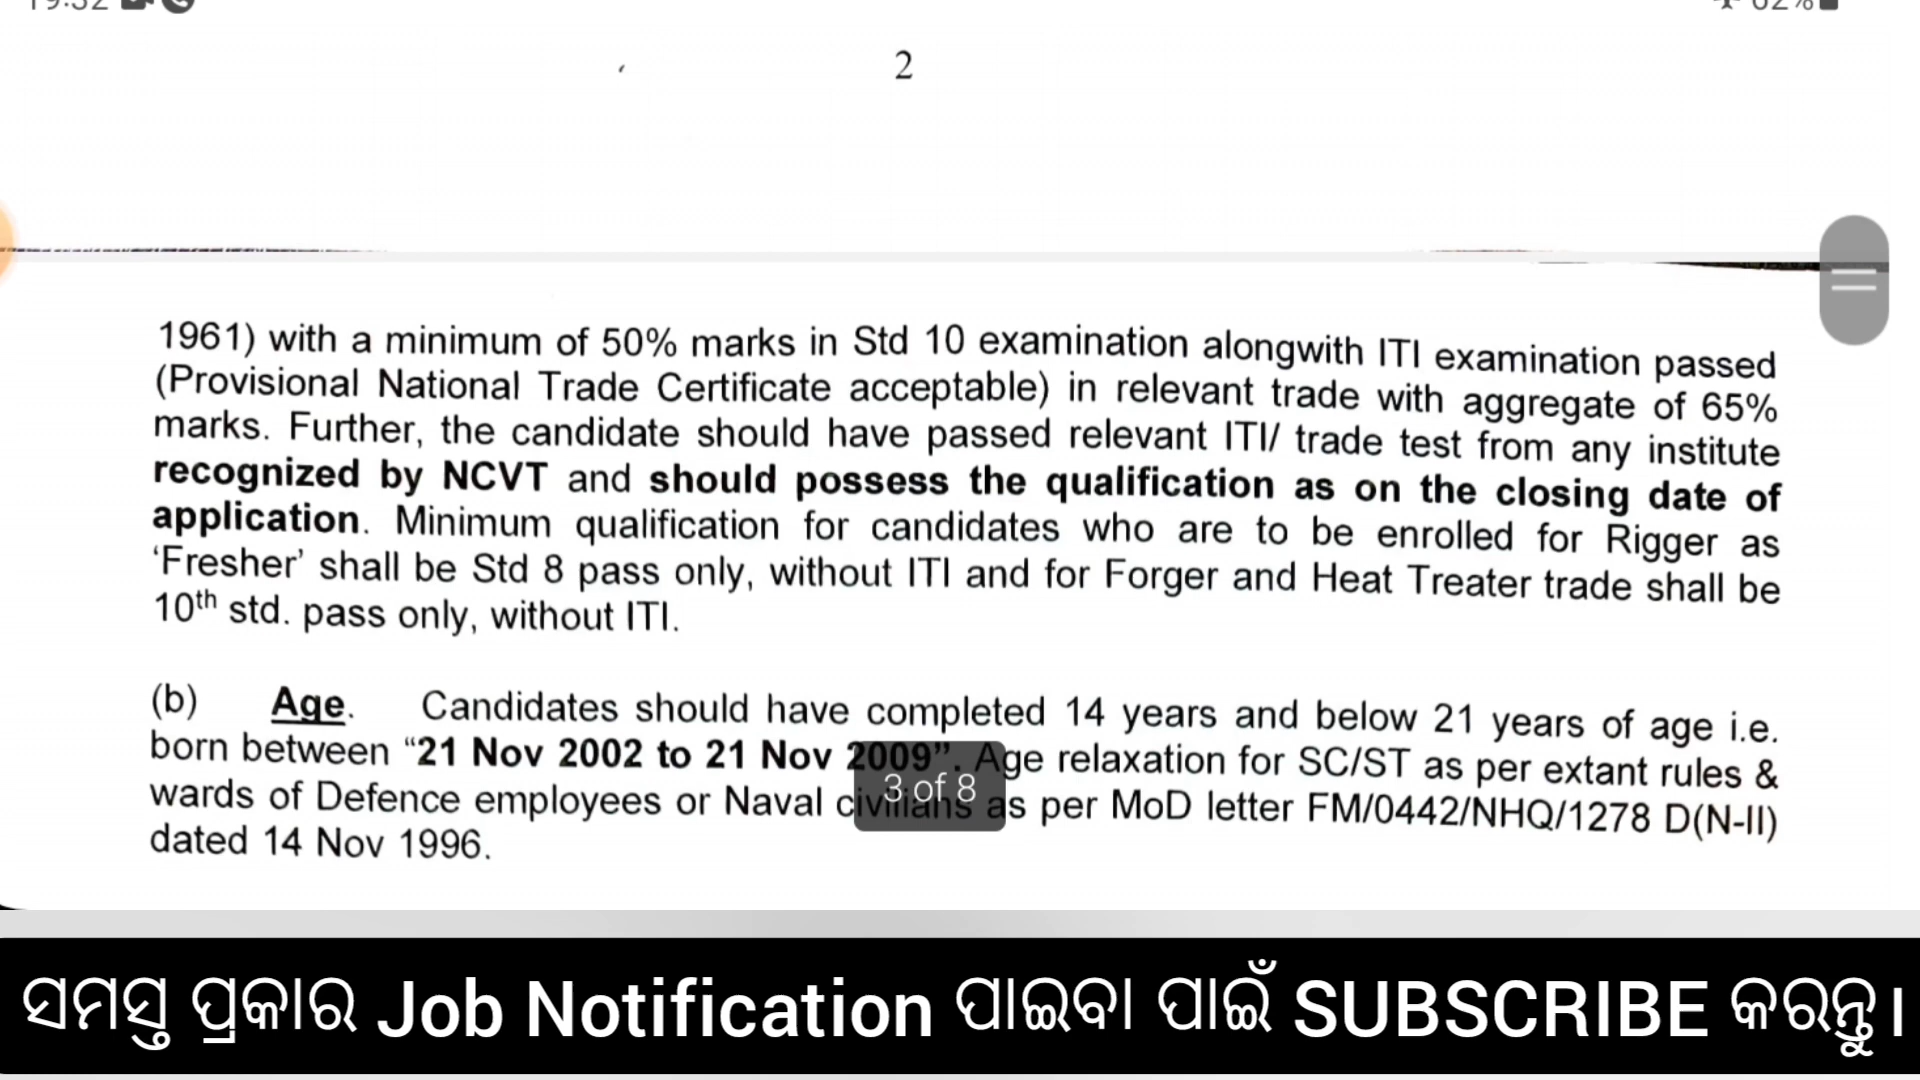 19:32
62%
2
1961) with a minimum of 50% marks in Std 10 examination alongwith ITI examination passed
(Provisional National Trade Certificate acceptable) in relevant trade with aggregate of 65%
marks. Further, the candidate should have passed relevant ITI/ trade test from any institute
recognized by NCVT and should possess the qualification as on the closing date of
application. Minimum qualification for candidates who are to be enrolled for Rigger as
‘Fresher’ shall be Std 8 pass only, without ITI and for Forger and Heat Treater trade shall be
10th std. pass only, without ITI.
(b) Age. Candidates should have completed 14 years and below 21 years of age i.e.
born between “21 Nov 2002 to 21 Nov 2009”. Age relaxation for SC/ST as per extant rules &
wards of Defence employees or Naval civilians as per MoD letter FM/0442/NHQ/1278 D(N-II)
dated 14 Nov 1996.
3 of 8
ସମସ୍ତ ପ୍ରକାର Job Notification ପାଇବା ପାଇଁ SUBSCRIBE କରନ୍ତୁ।